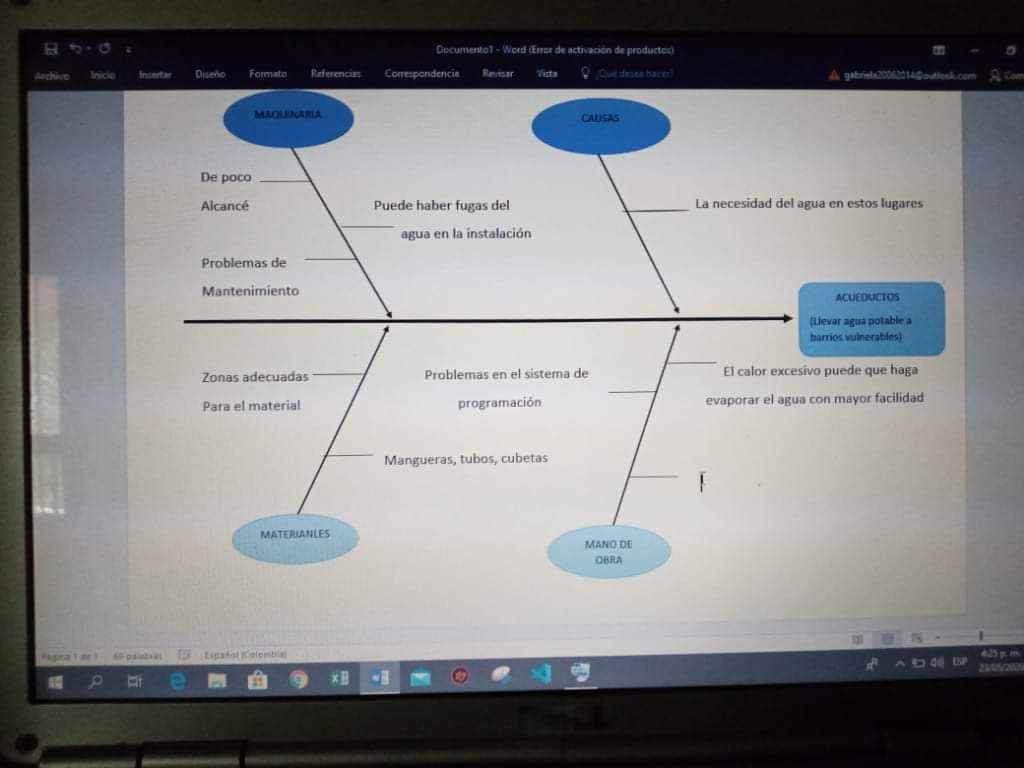 Documento1 - Word (Error de activación de productos)
Archivo Inicio Insertar Diseño Formato Referencias Correspondencia Revisar Vista ¿Qué desea hacer? gabriela20062014@outlook.com Com
MAQUINARIA
CAUSAS
De poco
Alcancé
Puede haber fugas del
agua en la instalación
La necesidad del agua en estos lugares
Problemas de
Mantenimiento
ACUEDUCTOS
(Llevar agua potable a
barrios vulnerables)
Zonas adecuadas
Para el material
Problemas en el sistema de
programación
El calor excesivo puede que haga
evaporar el agua con mayor facilidad
Mangueras, tubos, cubetas
MATERIANLES
MANO DE
OBRA
Página 1 de 1 69 palabras Español (Colombia)
ESP
4:25 p. m.
23/05/2020